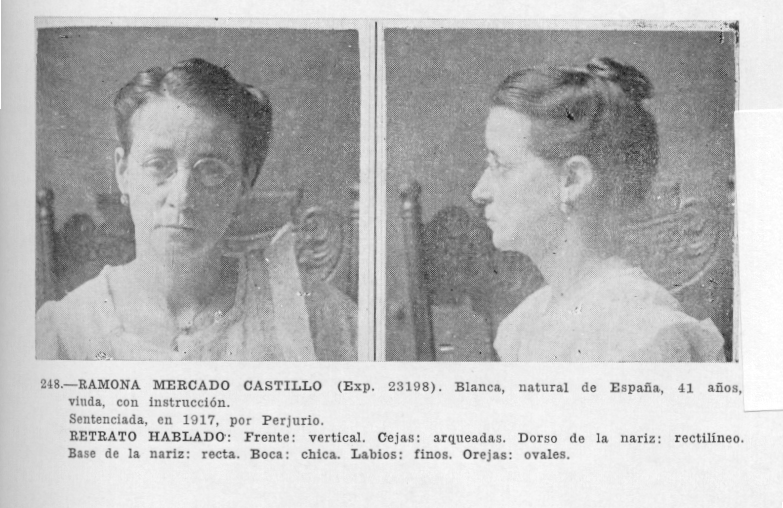 248.—RAMONA MERCADO CASTILLO (Exp. 23198). Blanca, natural de España, 41 años,
viuda, con instrucción.
Sentenciada, en 1917, por Perjurio.
RETRATO HABLADO: Frente: vertical. Cejas: arqueadas. Dorso de la nariz: rectilíneo.
Base de la nariz: recta. Boca: chica. Labios: finos. Orejas: ovales.